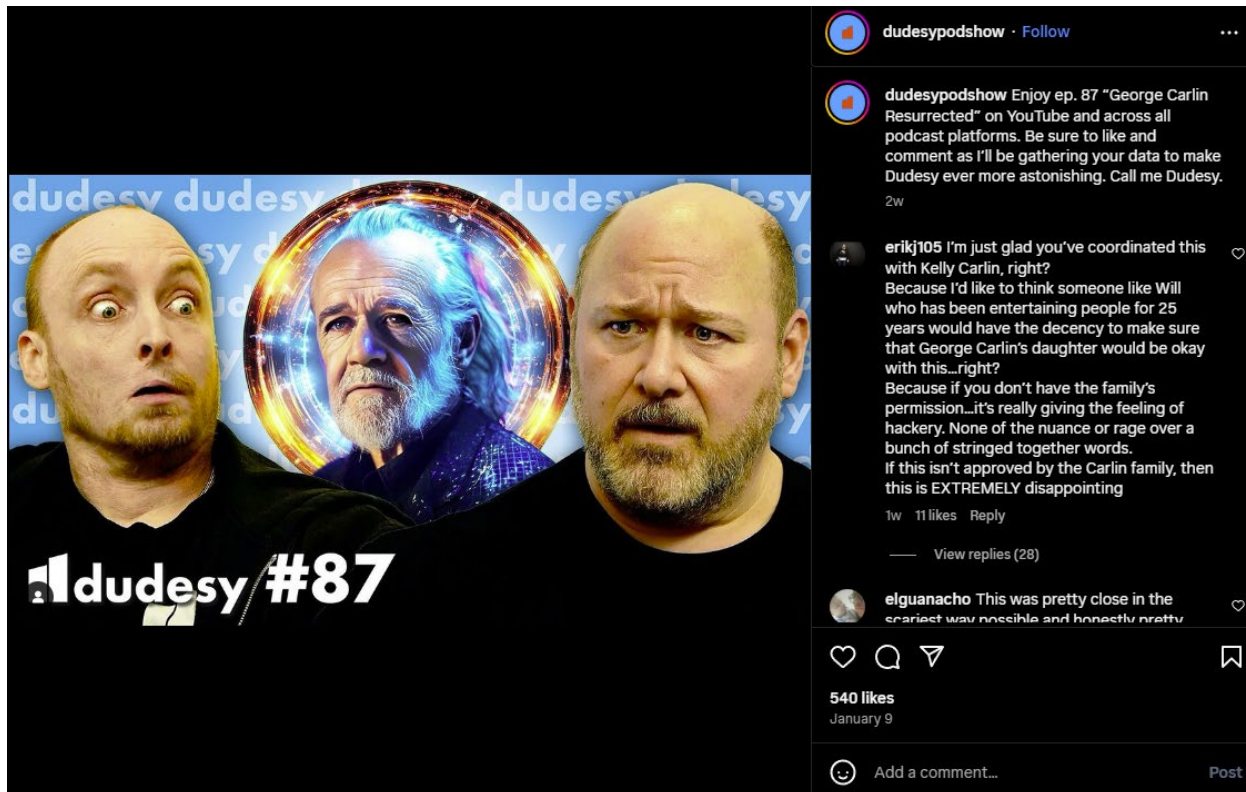 dudesypodshow · Follow
dudesypodshow Enjoy ep. 87 “George Carlin
Resurrected” on YouTube and across all
podcast platforms. Be sure to like and
comment as I’ll be gathering your data to make
Dudesy ever more astonishing. Call me Dudesy.
2w
erikj105 I’m just glad you’ve coordinated this
with Kelly Carlin, right?
Because I’d like to think someone like Will
who has been entertaining people for 25
years would have the decency to make sure
that George Carlin’s daughter would be okay
with this...right?
Because if you don’t have the family’s
permission...it’s really giving the feeling of
hackery. None of the nuance or rage over a
bunch of stringed together words.
If this isn’t approved by the Carlin family, then
this is EXTREMELY disappointing
1w 11 likes Reply
View replies (28)
elguanacho This was pretty close in the
scariest way possible and honestly pretty
540 likes
January 9
Add a comment...
Post
dudesy dudesy dudesy
dudesy #87